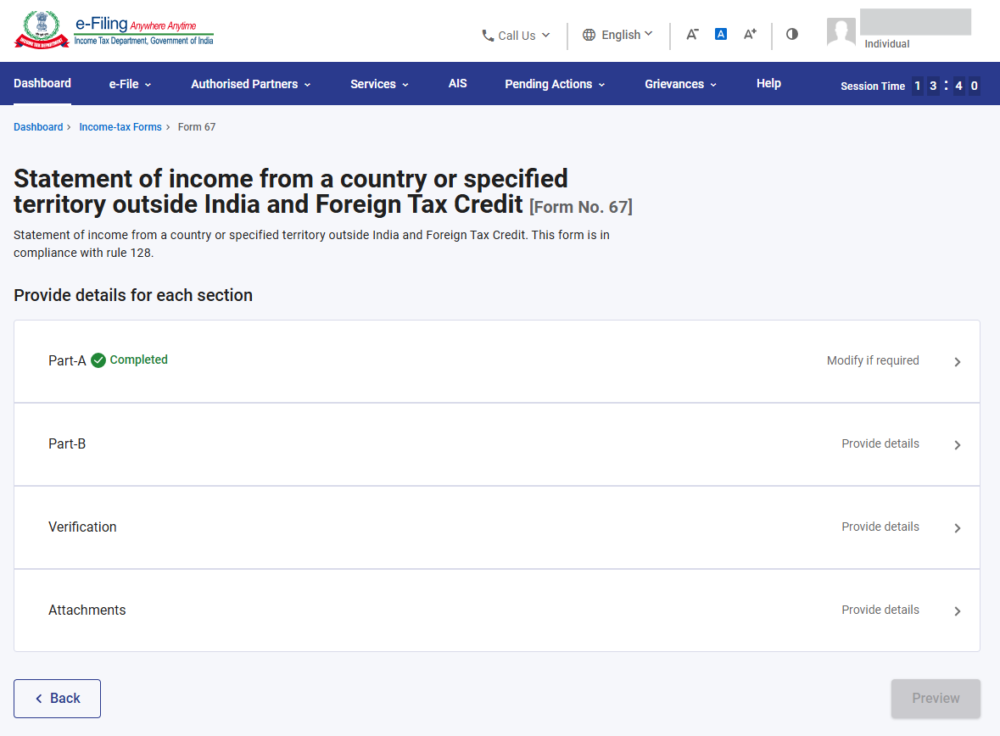 e-Filing Anywhere Anytime
Income Tax Department, Government of India
INCOME TAX DEPARTMENT
Call Us
English
A-
A
A+
Individual
Dashboard
e-File
Authorised Partners
Services
AIS
Pending Actions
Grievances
Help
Session Time 1 3 : 4 0
Dashboard > Income-tax Forms > Form 67
Statement of income from a country or specified
territory outside India and Foreign Tax Credit [Form No. 67]
Statement of income from a country or specified territory outside India and Foreign Tax Credit. This form is in
compliance with rule 128.
Provide details for each section
Part-A Completed
Modify if required
Part-B
Provide details
Verification
Provide details
Attachments
Provide details
Back
Preview